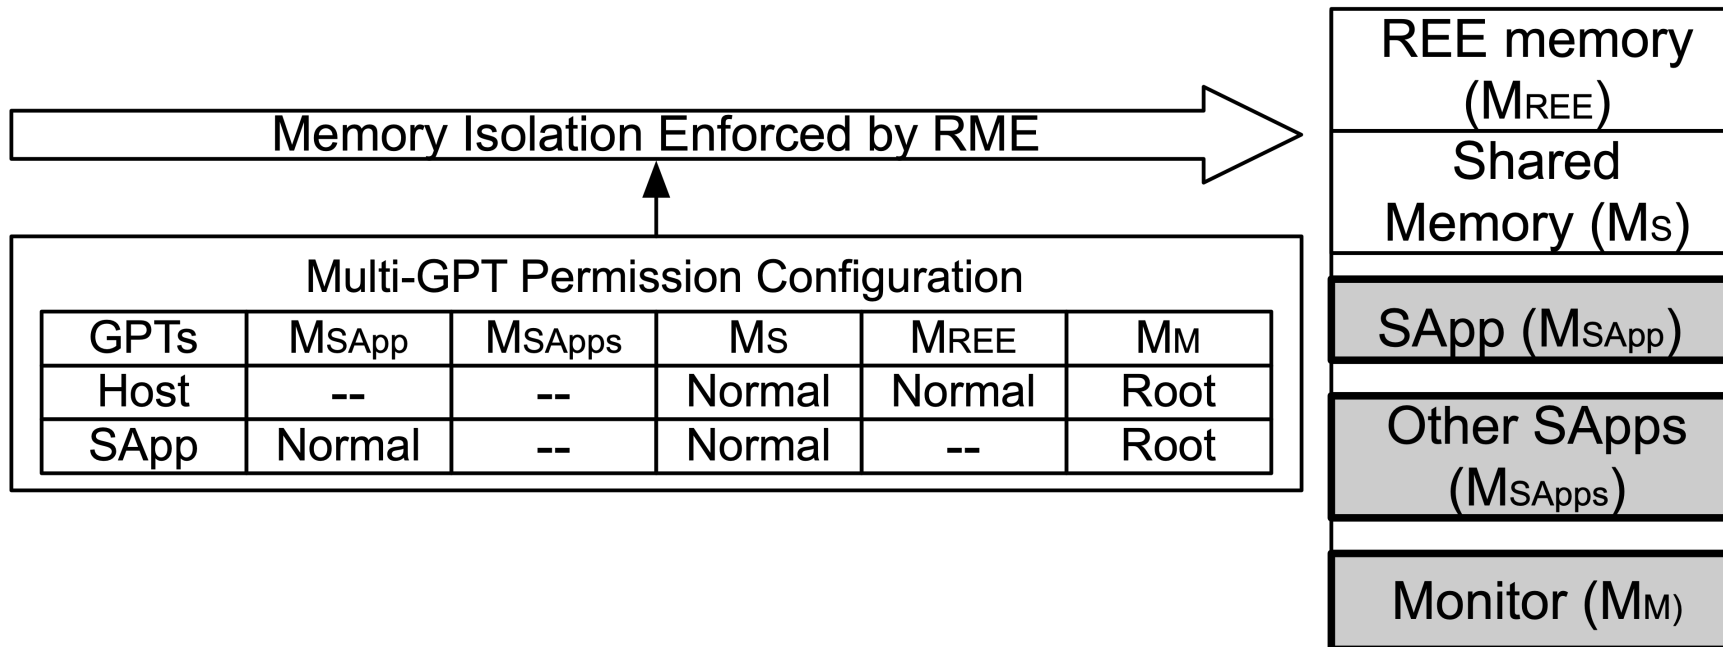 Memory Isolation Enforced by RME
Multi-GPT Permission Configuration
GPTs MSApp MSApps MS MREE MM
Host -- -- Normal Normal Root
SApp Normal -- Normal -- Root
REE memory
(MREE)
Shared
Memory (MS)
SApp (MSApp)
Other SApps
(MSApps)
Monitor (MM)